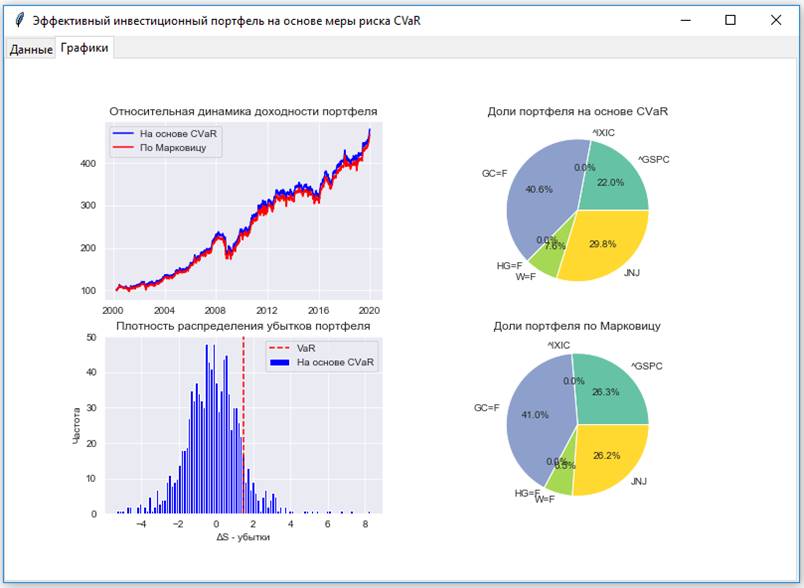 Эффективный инвестиционный портфель на основе меры риска CVaR
Данные Графики
Относительная динамика доходности портфеля
На основе CVaR
По Марковицу
400
300
200
100
2000 2004 2008 2012 2016 2020
Доли портфеля на основе CVaR
^IXIC
^GSPC
GC=F
0.0%
22.0%
40.6%
0.0%
7.6%
29.8%
HG=F
W=F
JNJ
Плотность распределения убытков портфеля
VaR
На основе CVaR
50
40
30
20
10
0
Частота
−4 −2 0 2 4 6 8
ΔS - убытки
Доли портфеля по Марковицу
^IXIC
^GSPC
0.0%
26.3%
GC=F
41.0%
0.0%
6.5%
26.2%
HG=F
W=F
JNJ